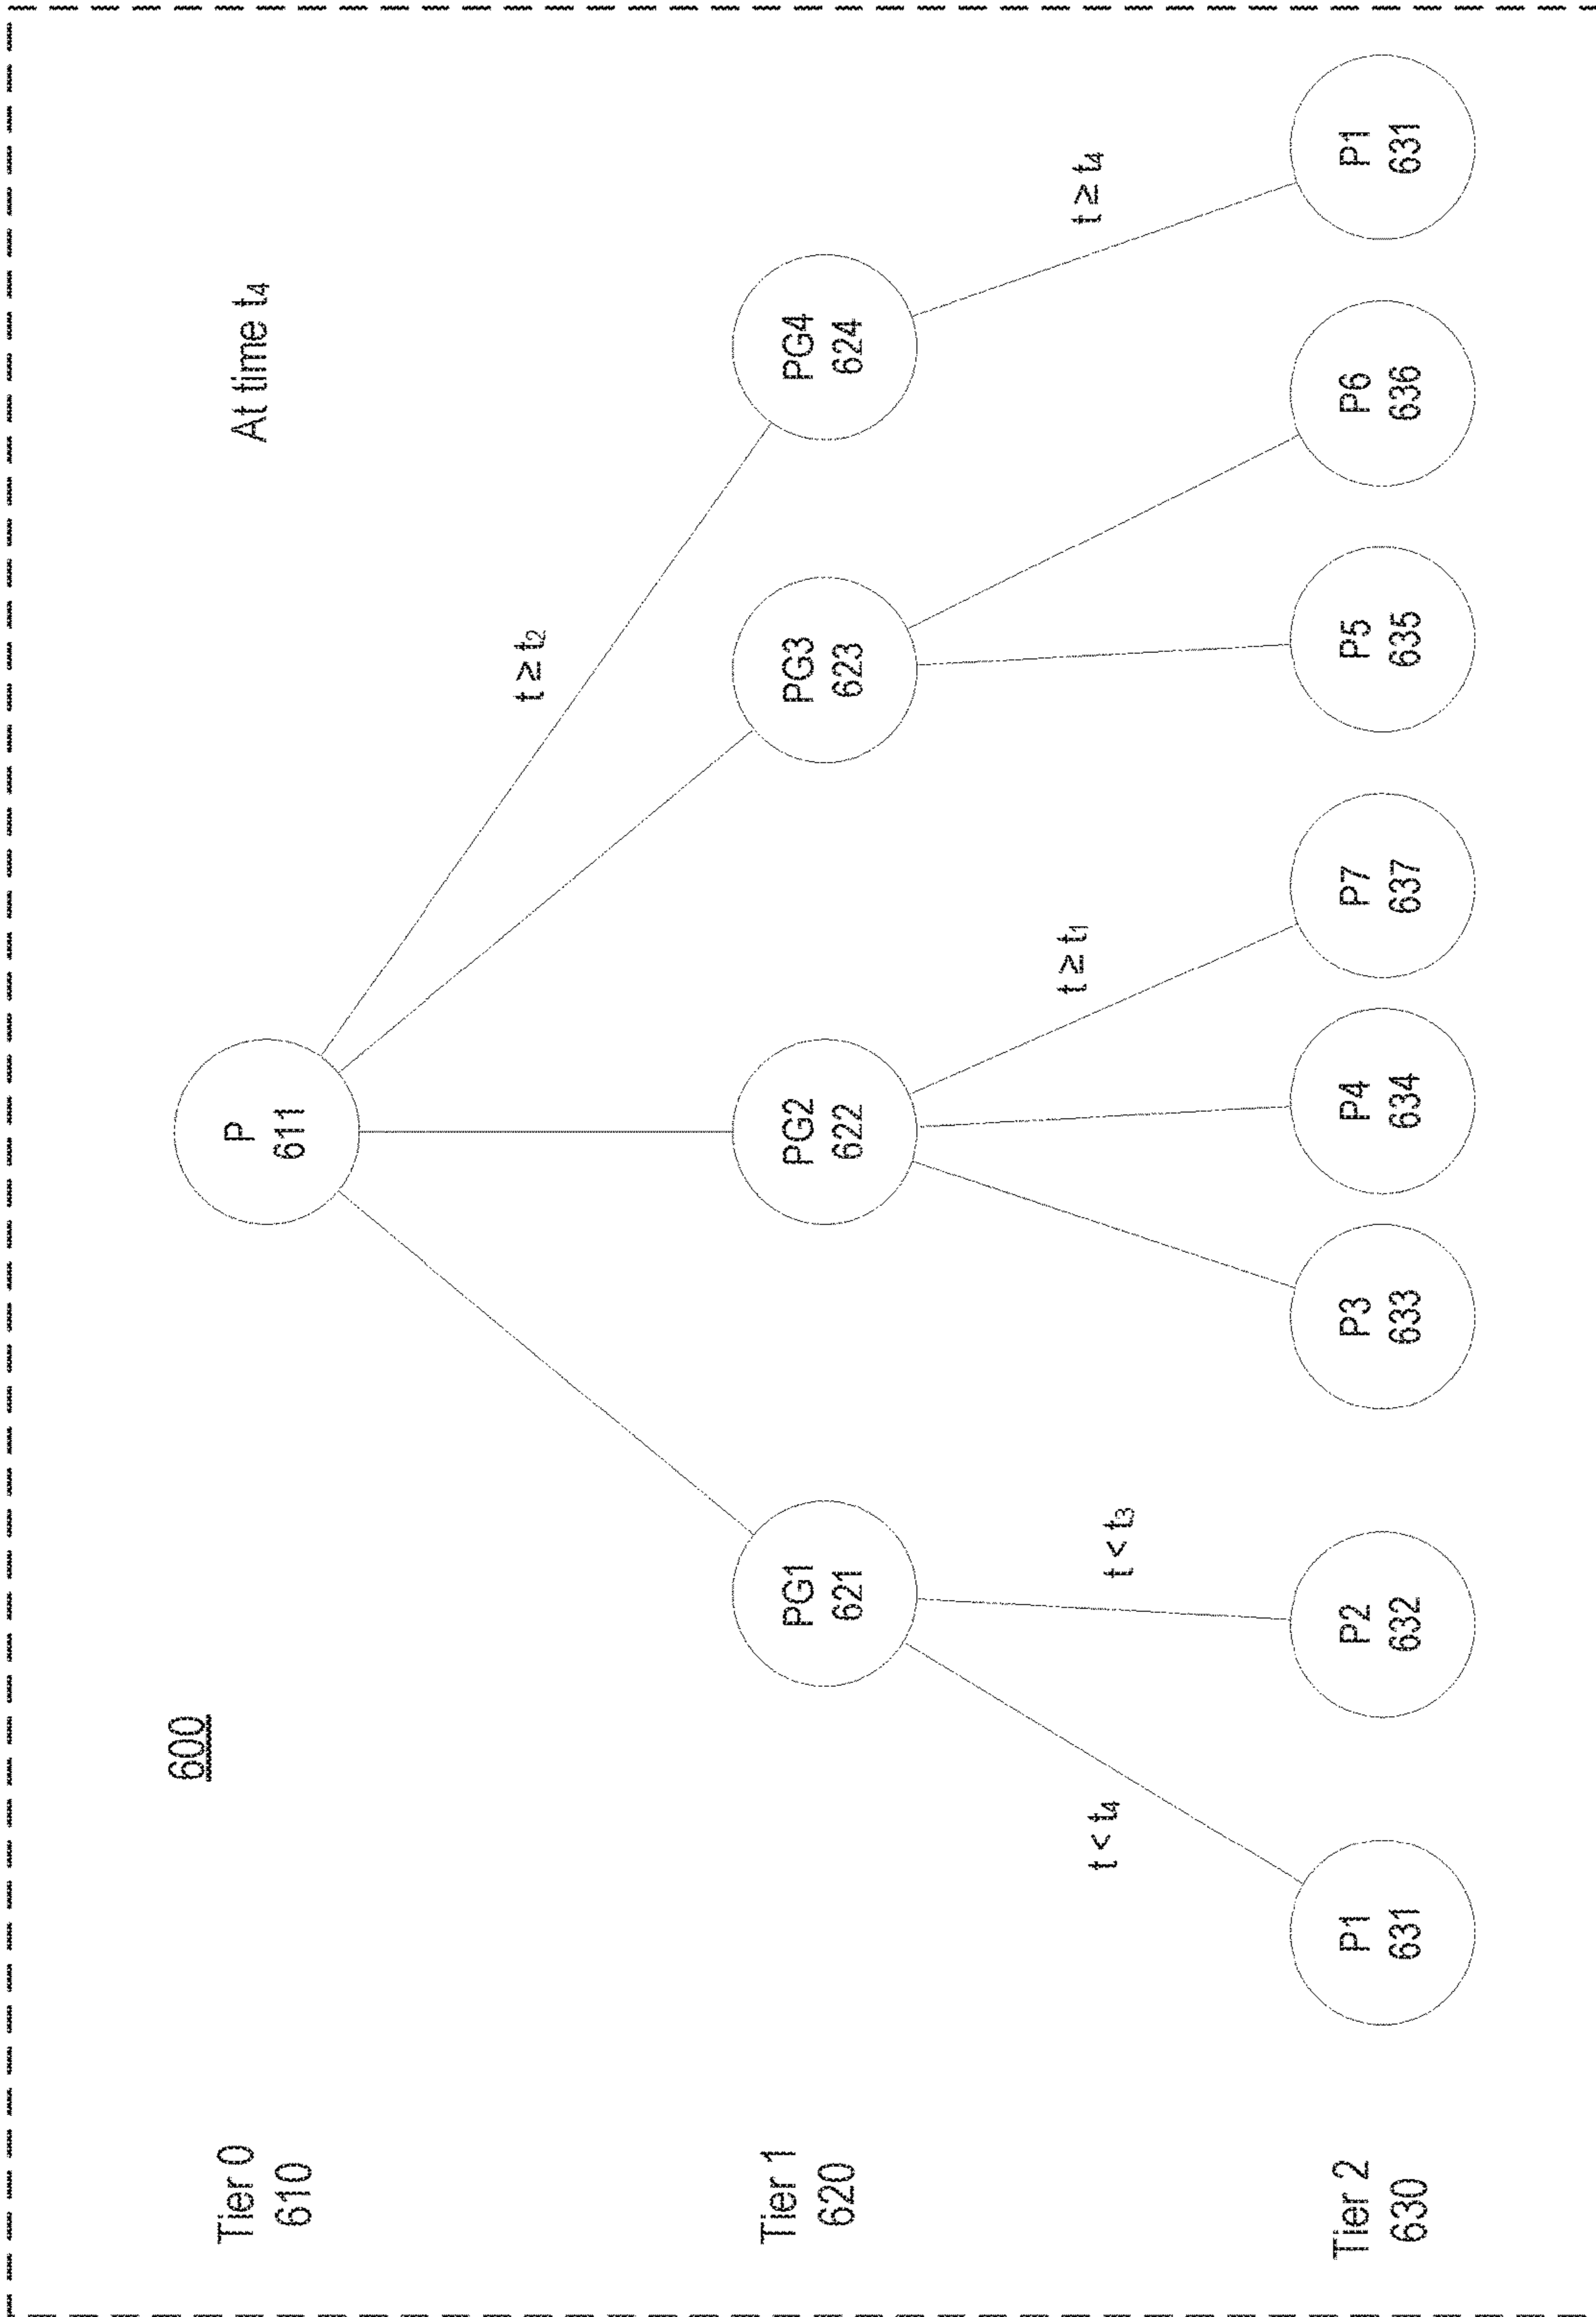 600
At time t₄
Tier 0
610
P
611
t ≥ t₂
Tier 1
620
PG1
621
PG2
622
PG3
623
PG4
624
t < t₄
t < t₃
t ≥ t₁
t ≥ t₄
Tier 2
630
P1
631
P2
632
P3
633
P4
634
P7
637
P5
635
P6
636
P1
631